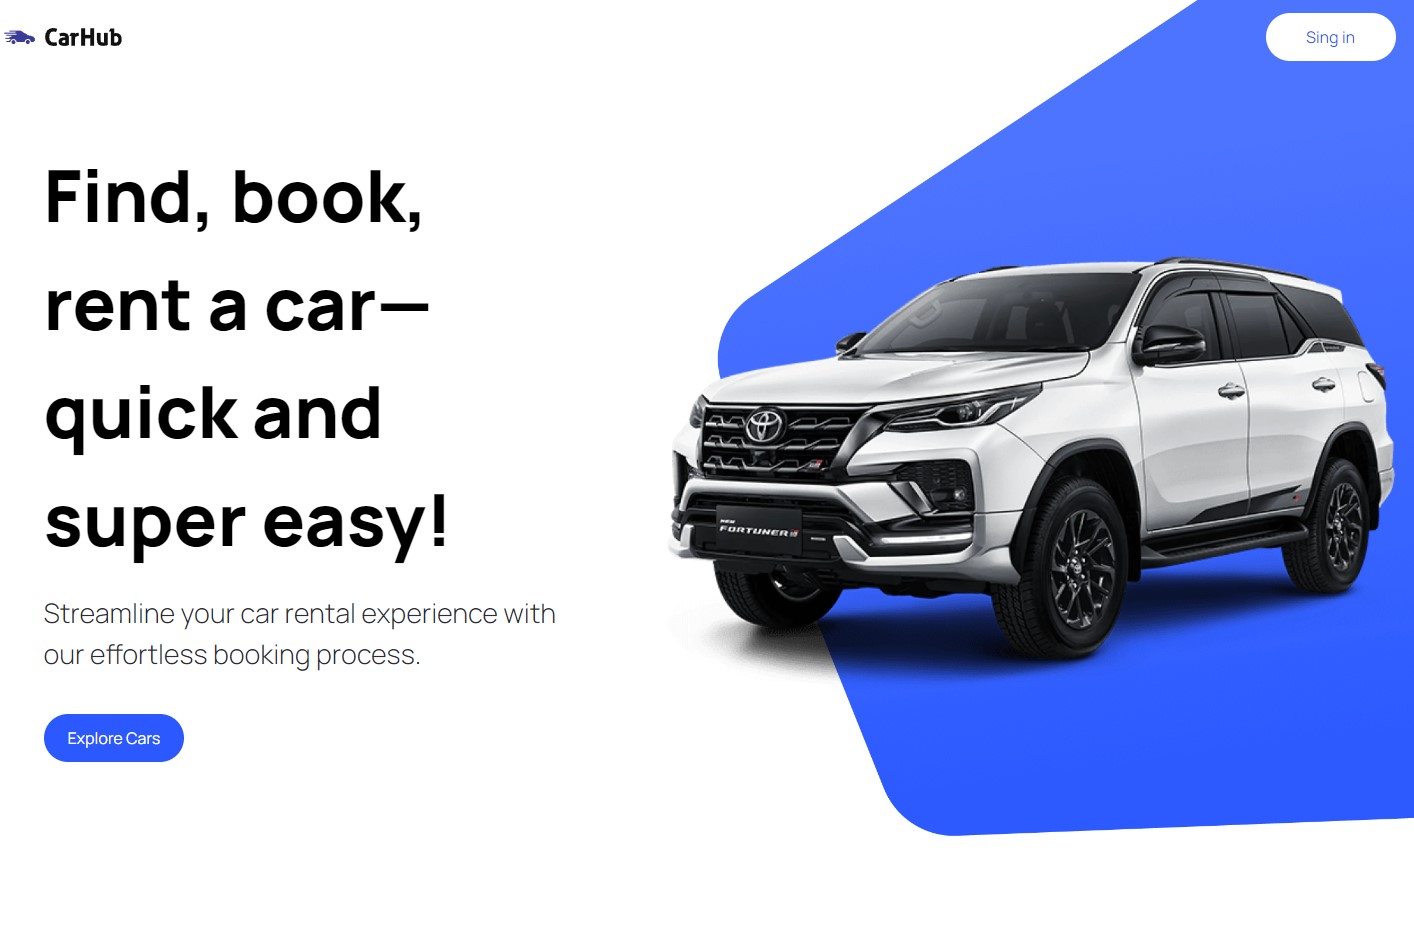 CarHub
Sing in
Find, book,
rent a car—
quick and
super easy!
Streamline your car rental experience with
our effortless booking process.
Explore Cars
NEW
FORTUNER